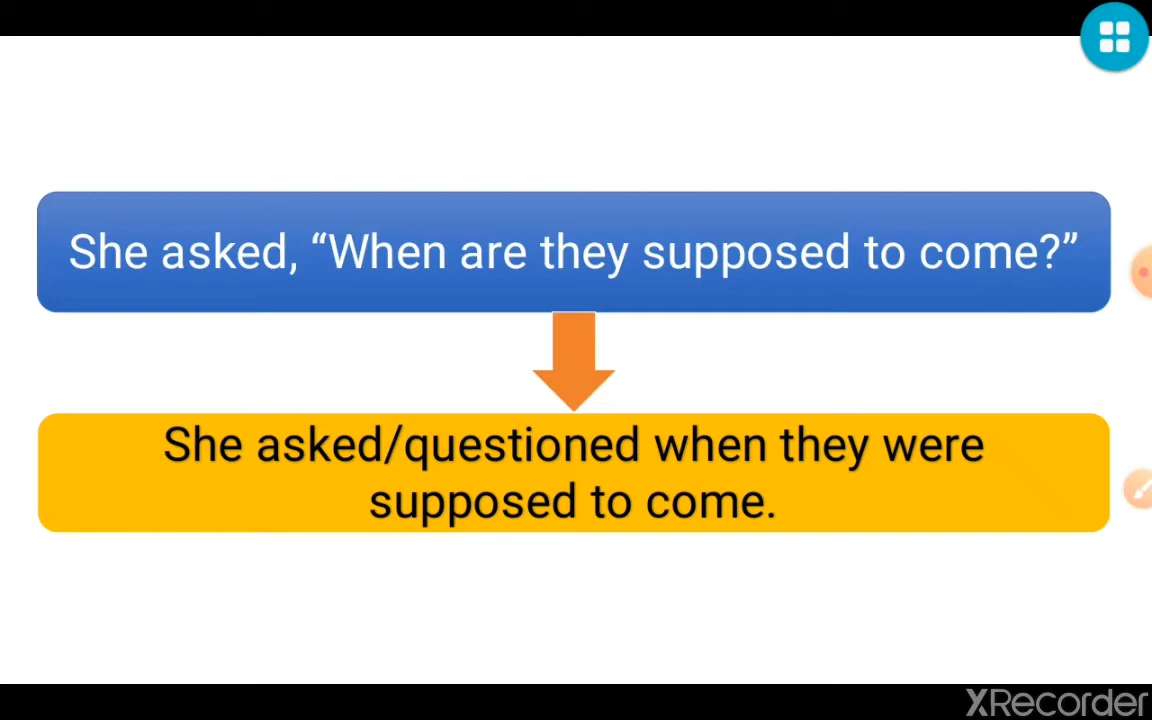 She asked, “When are they supposed to come?”
She asked/questioned when they were
supposed to come.
XRecorder